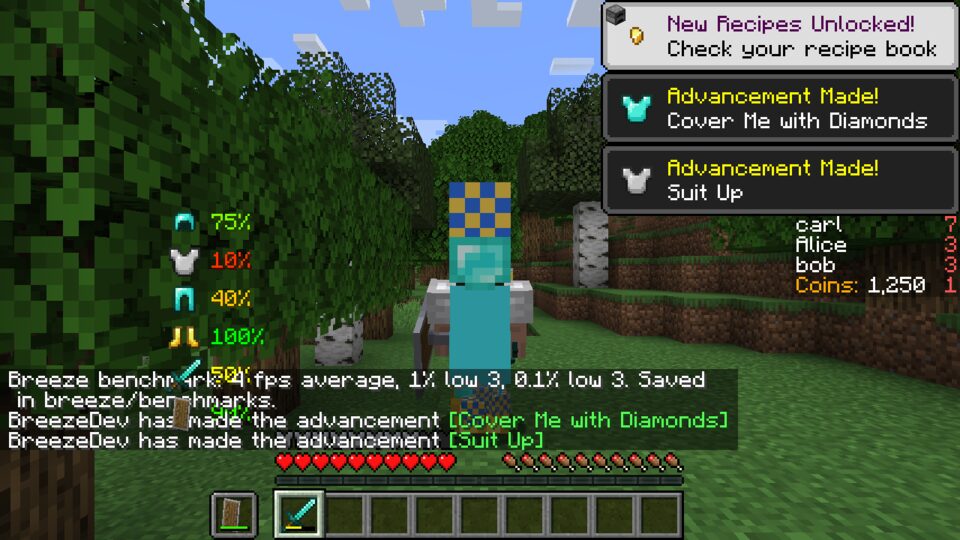 New Recipes Unlocked!
Check your recipe book
Advancement Made!
Cover Me with Diamonds
Advancement Made!
Suit Up
carl 7
Alice 3
bob 3
Coins: 1,250 1
75%
10%
40%
100%
50%
Breeze benchmark: 4 fps average, 1% low 3, 0.1% low 3. Saved
in breeze/benchmarks.
BreezeDev has made the advancement [Cover Me with Diamonds]
BreezeDev has made the advancement [Suit Up]